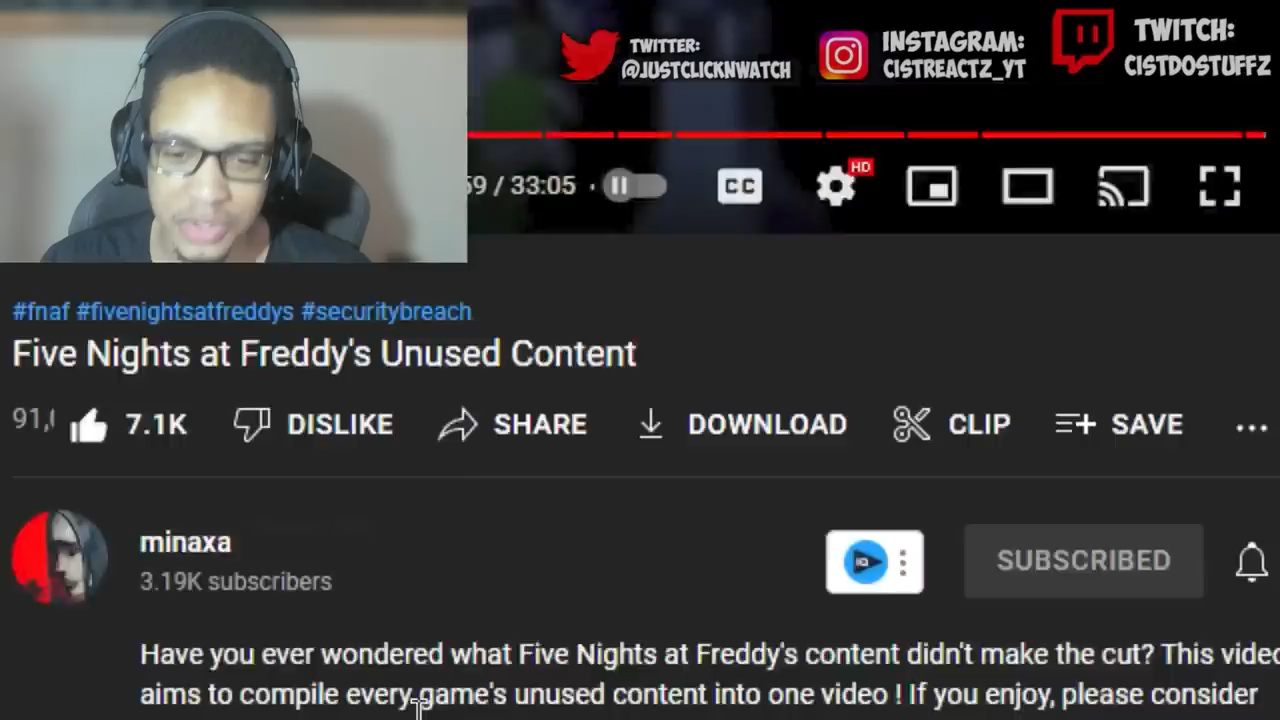 TWITTER:
@JUSTCLICKNWATCH
INSTAGRAM:
CISTREACTZ_YT
TWITCH:
CISTDOSTUFFZ
59 / 33:05
CC
HD
#fnaf #fivenightsatfreddys #securitybreach
Five Nights at Freddy's Unused Content
91, 7.1K DISLIKE SHARE DOWNLOAD CLIP SAVE ...
minaxa
3.19K subscribers
IQ
SUBSCRIBED
Have you ever wondered what Five Nights at Freddy's content didn't make the cut? This video
aims to compile every game's unused content into one video ! If you enjoy, please consider